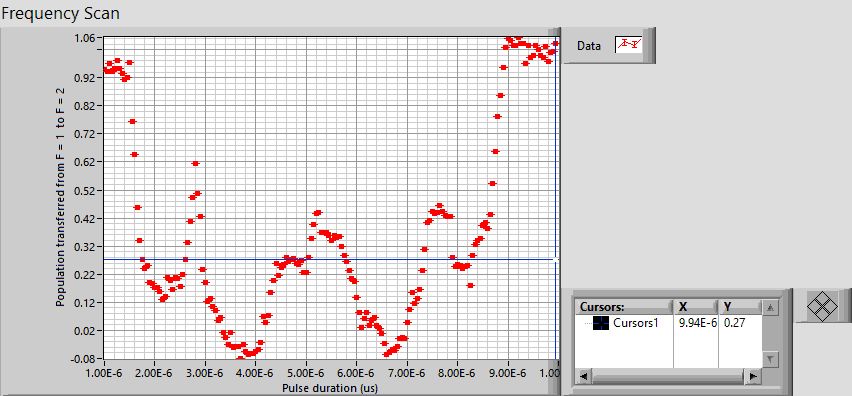 Frequency Scan
Population transferred from F = 1 to F = 2
1.06
0.92
0.82
0.72
0.62
0.52
0.42
0.32
0.22
0.12
0.02
-0.08
1.00E-6 2.00E-6 3.00E-6 4.00E-6 5.00E-6 6.00E-6 7.00E-6 8.00E-6 9.00E-6 1.00
Pulse duration (us)
Data
Cursors: X Y
Cursors1 9.94E-6 0.27